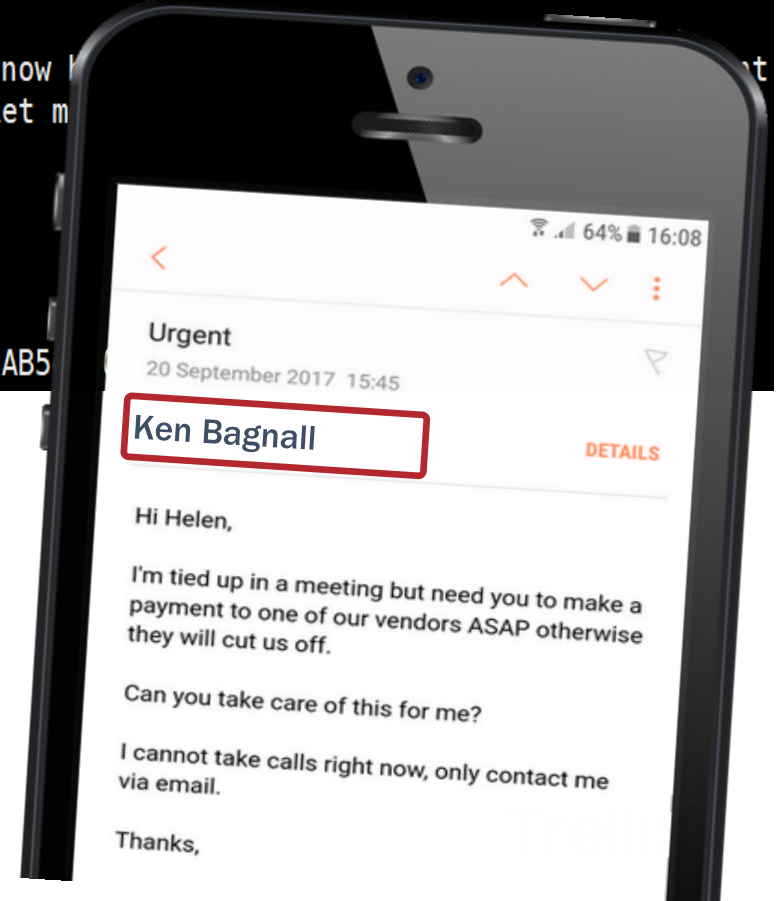 now
et m
64% 16:08
Urgent
20 September 2017 15:45
AB5
Ken Bagnall
DETAILS
Hi Helen,
I'm tied up in a meeting but need you to make a
payment to one of our vendors ASAP otherwise
they will cut us off.
Can you take care of this for me?
I cannot take calls right now, only contact me
via email.
Thanks,
Trellix